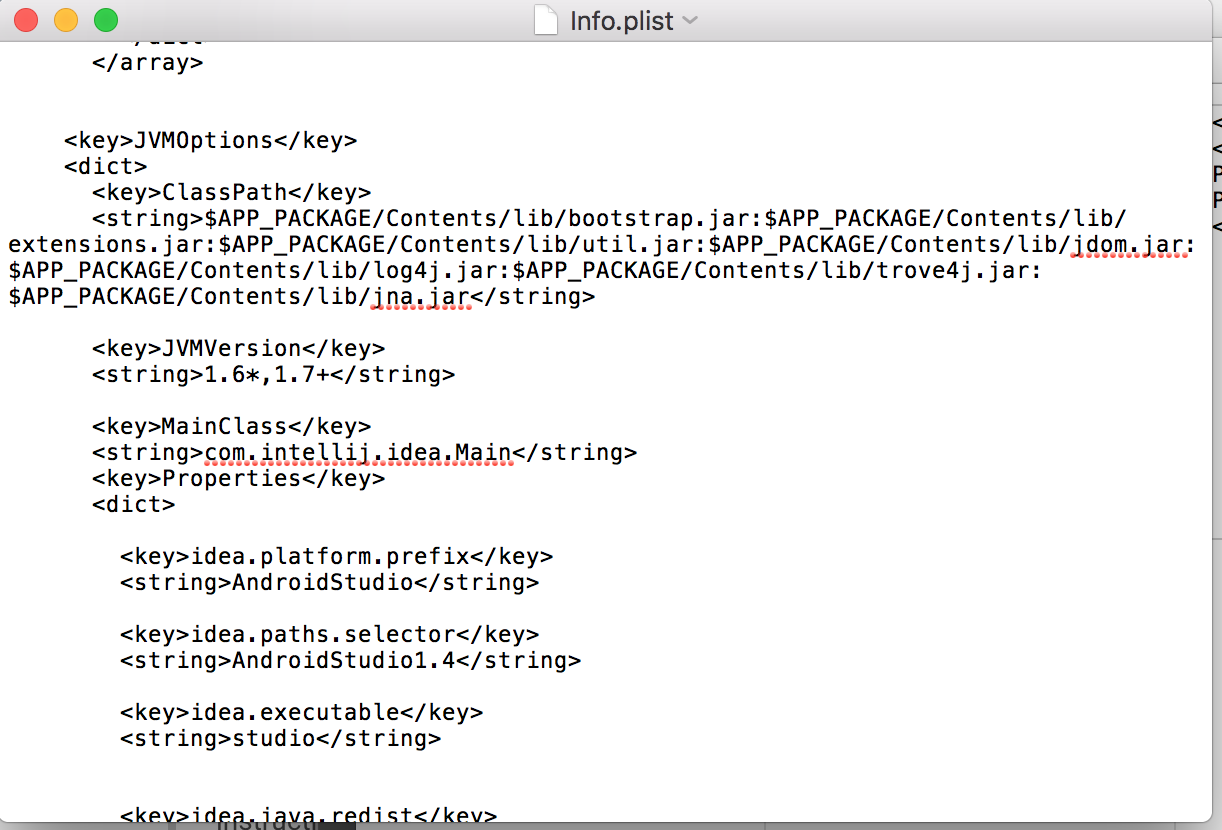 Info.plist
</array>
<key>JVMOptions</key>
<dict>
<key>ClassPath</key>
<string>$APP_PACKAGE/Contents/lib/bootstrap.jar:$APP_PACKAGE/Contents/lib/
extensions.jar:$APP_PACKAGE/Contents/lib/util.jar:$APP_PACKAGE/Contents/lib/jdom.jar:
$APP_PACKAGE/Contents/lib/log4j.jar:$APP_PACKAGE/Contents/lib/trove4j.jar:
$APP_PACKAGE/Contents/lib/jna.jar</string>
<key>JVMVersion</key>
<string>1.6*,1.7+</string>
<key>MainClass</key>
<string>com.intellij.idea.Main</string>
<key>Properties</key>
<dict>
<key>idea.platform.prefix</key>
<string>AndroidStudio</string>
<key>idea.paths.selector</key>
<string>AndroidStudio1.4</string>
<key>idea.executable</key>
<string>studio</string>
<key>idea.java.redist</key>